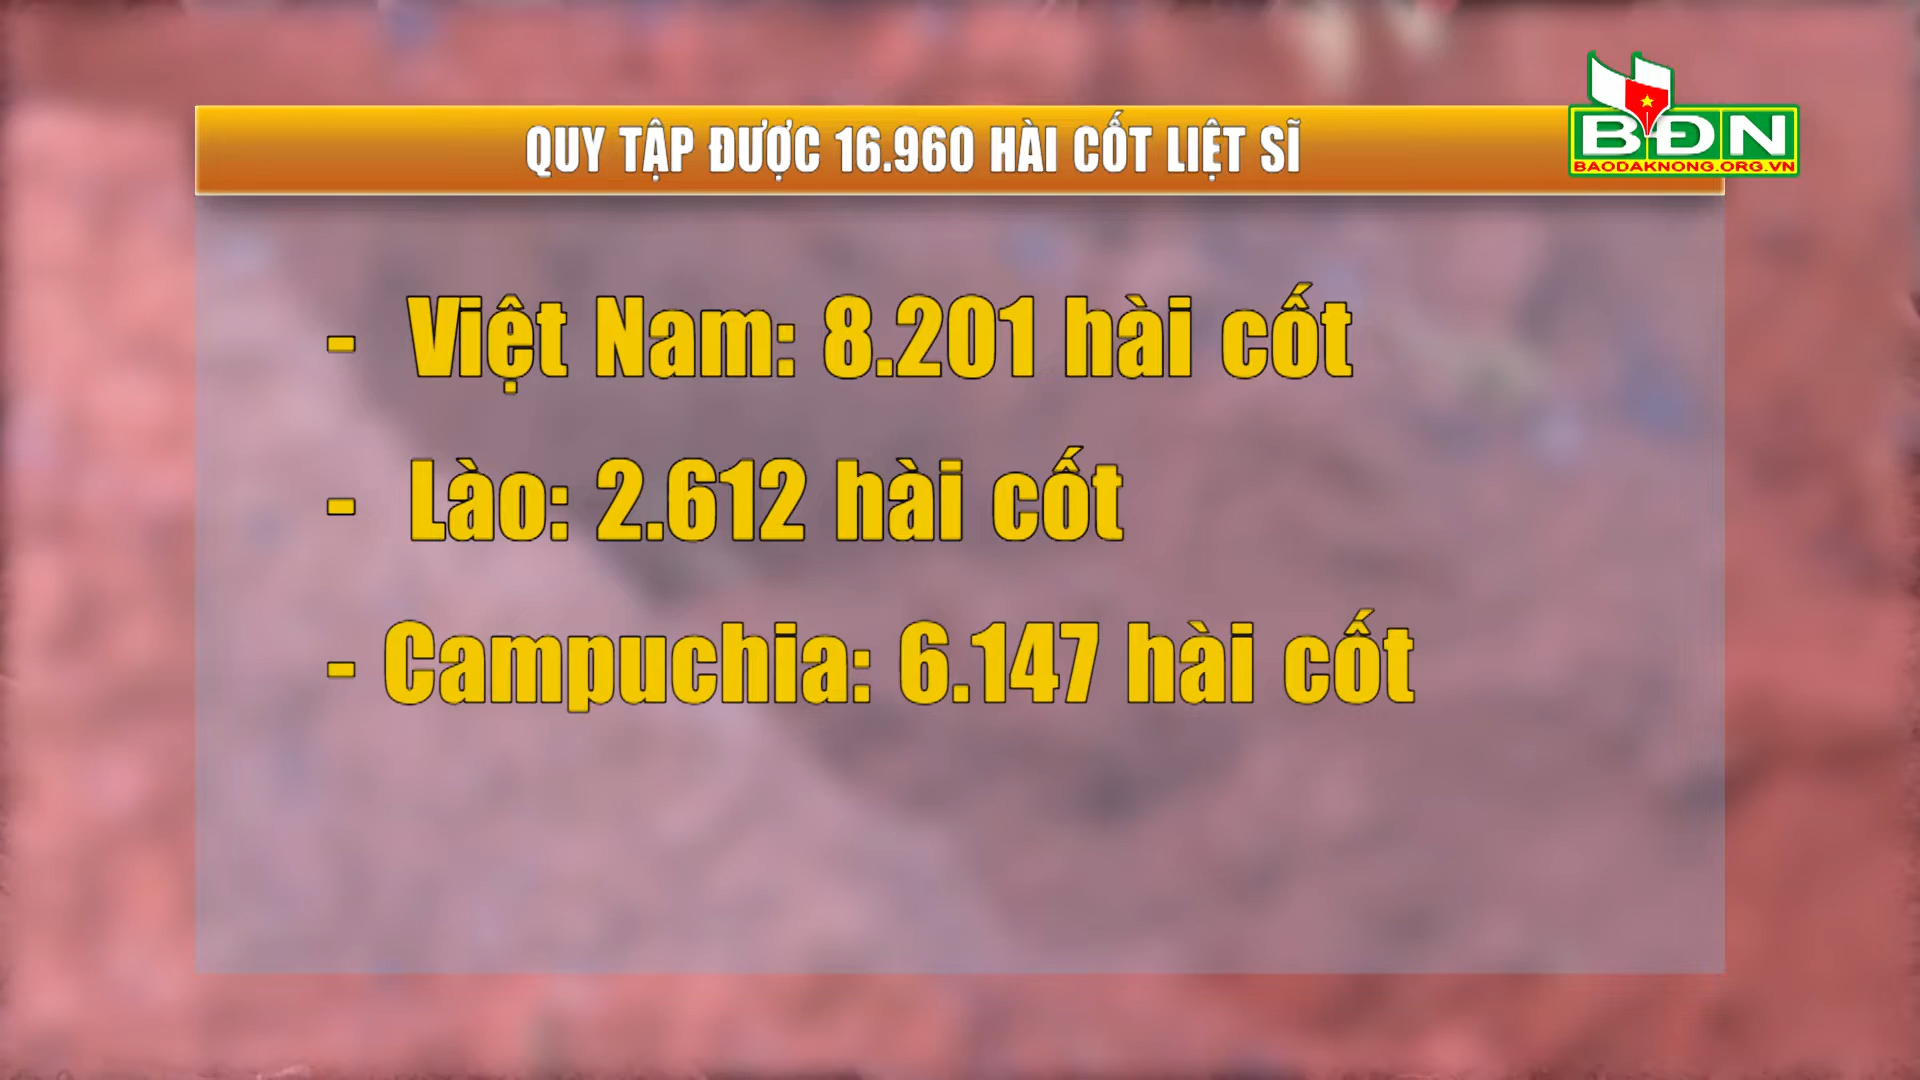 BĐN
BAODAKNONG.ORG.VN
QUY TẬP ĐƯỢC 16.960 HÀI CỐT LIỆT SĨ
- Việt Nam: 8.201 hài cốt
- Lào: 2.612 hài cốt
- Campuchia: 6.147 hài cốt